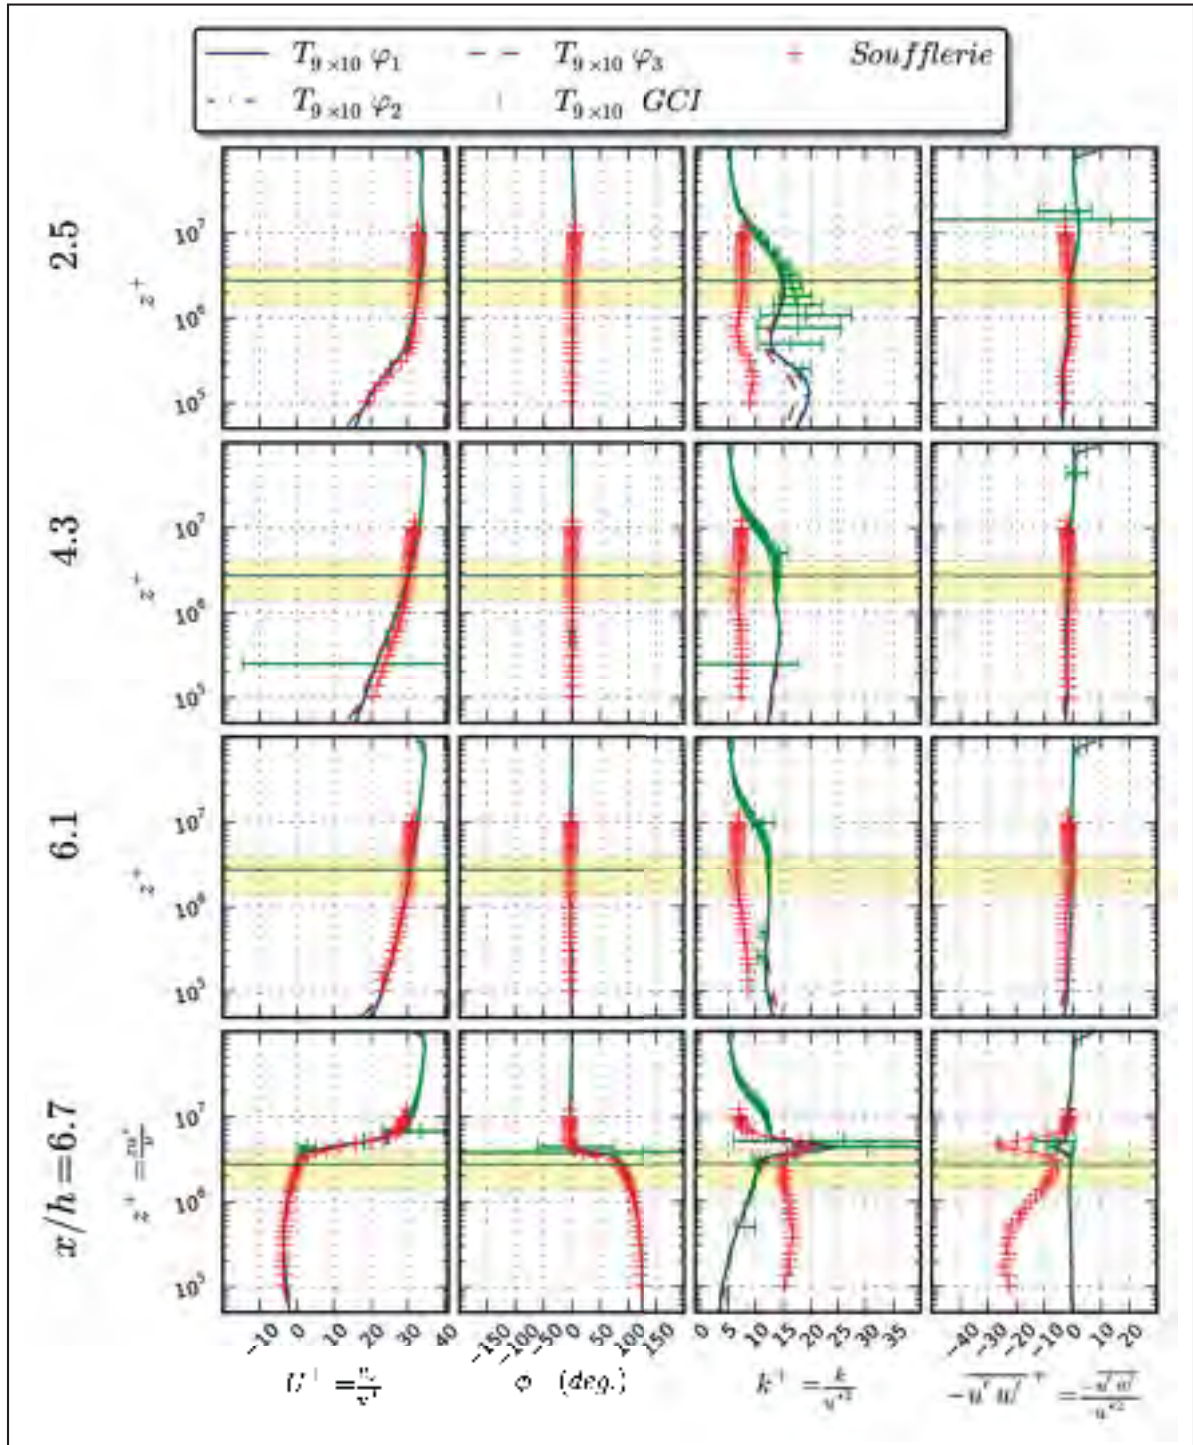 T9×10 φ1 T9×10 φ3 Soufflerie
T9×10 φ2 T9×10 GCI
2.5
z+
10^7
10^6
10^5
4.3
z+
10^7
10^6
10^5
6.1
z+
10^7
10^6
10^5
x/h=6.7
z+ =
10^7
10^6
10^5
−10 0 10 20 30 40
−150 −100 −50 0 50 100 150
0 5 10 15 20 25 30 35
−40 −30 −20 −10 0 10 20
U+ = (deg.) k+ = k/u*2 −u′ w′+ = −u′ w′/u*2